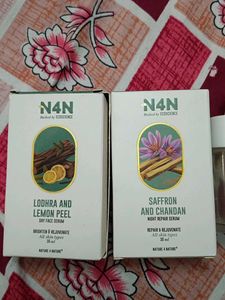 N4N
Backed by ECOSCIENCE
LODHRA AND
LEMON PEEL
DAY FACE SERUM
BRIGHTEN & REJUVENATE
All skin types
30 ml
NATURE 4 NATURE®
N4N
Backed by ECOSCIENCE
SAFFRON
AND CHANDAN
NIGHT REPAIR SERUM
REPAIR & REJUVENATE
All skin types
30 ml
NATURE 4 NATURE®